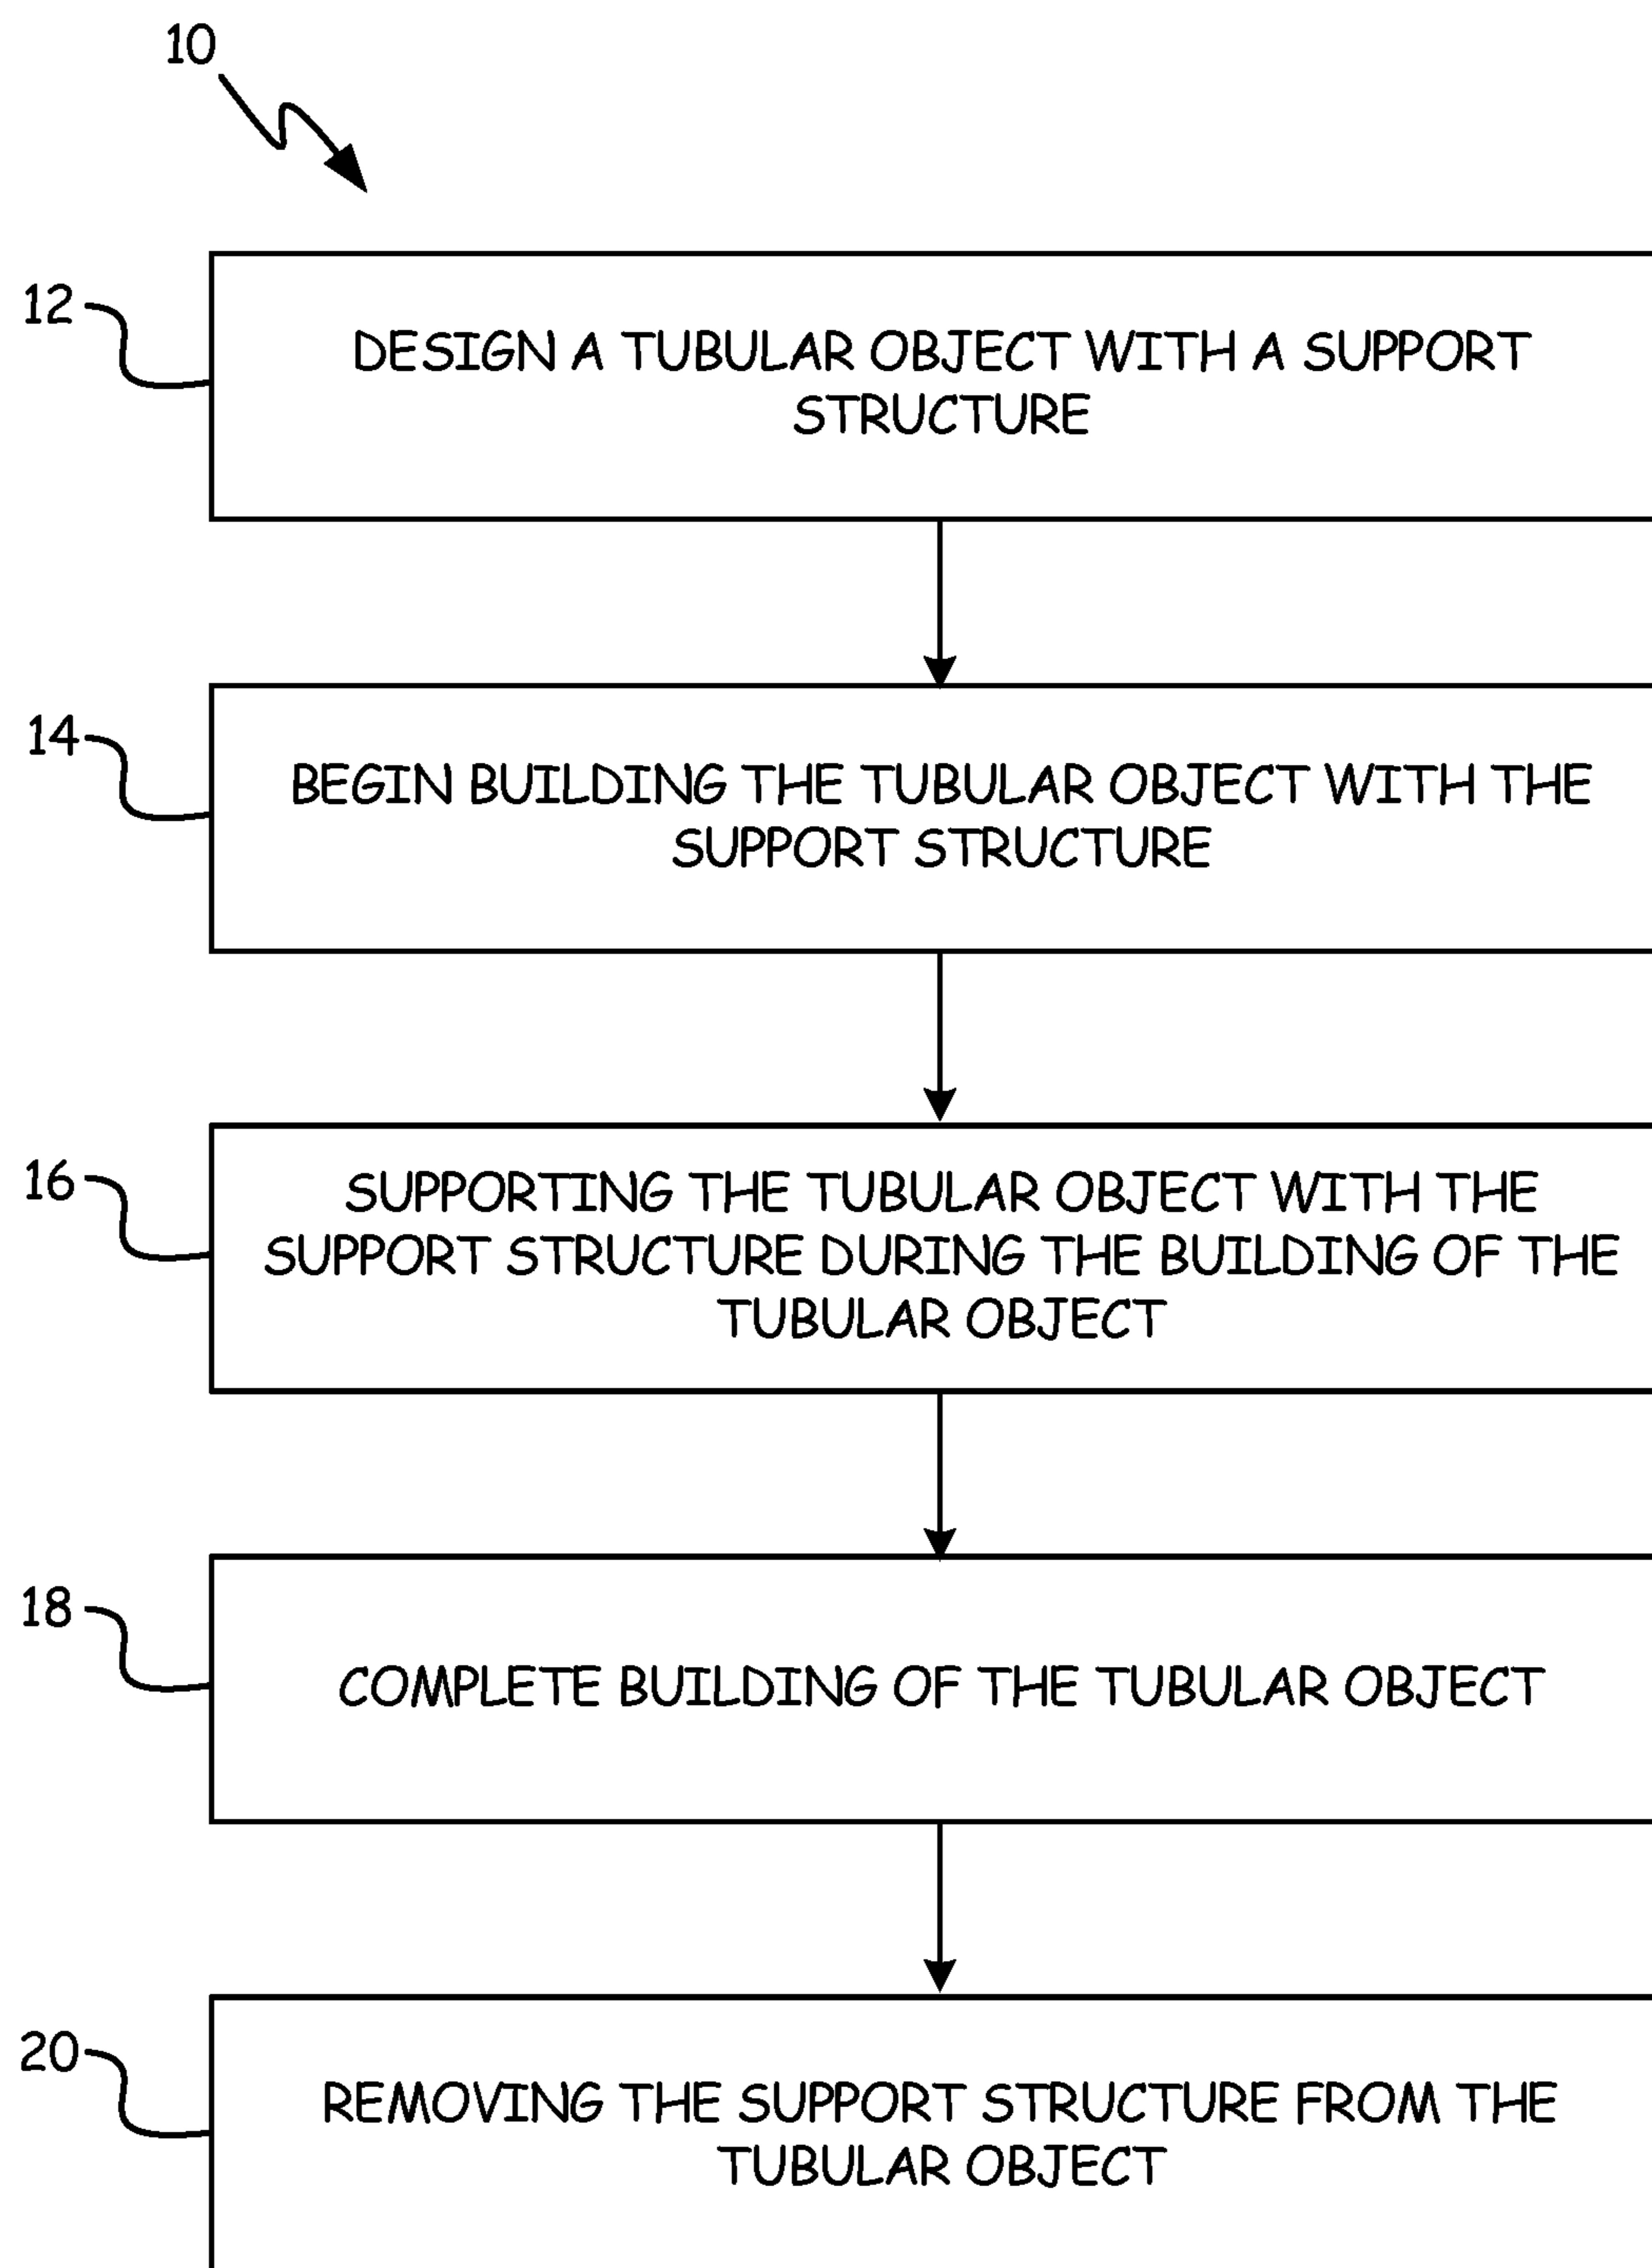 10
12
DESIGN A TUBULAR OBJECT WITH A SUPPORT
STRUCTURE
14
BEGIN BUILDING THE TUBULAR OBJECT WITH THE
SUPPORT STRUCTURE
16
SUPPORTING THE TUBULAR OBJECT WITH THE
SUPPORT STRUCTURE DURING THE BUILDING OF THE
TUBULAR OBJECT
18
COMPLETE BUILDING OF THE TUBULAR OBJECT
20
REMOVING THE SUPPORT STRUCTURE FROM THE
TUBULAR OBJECT